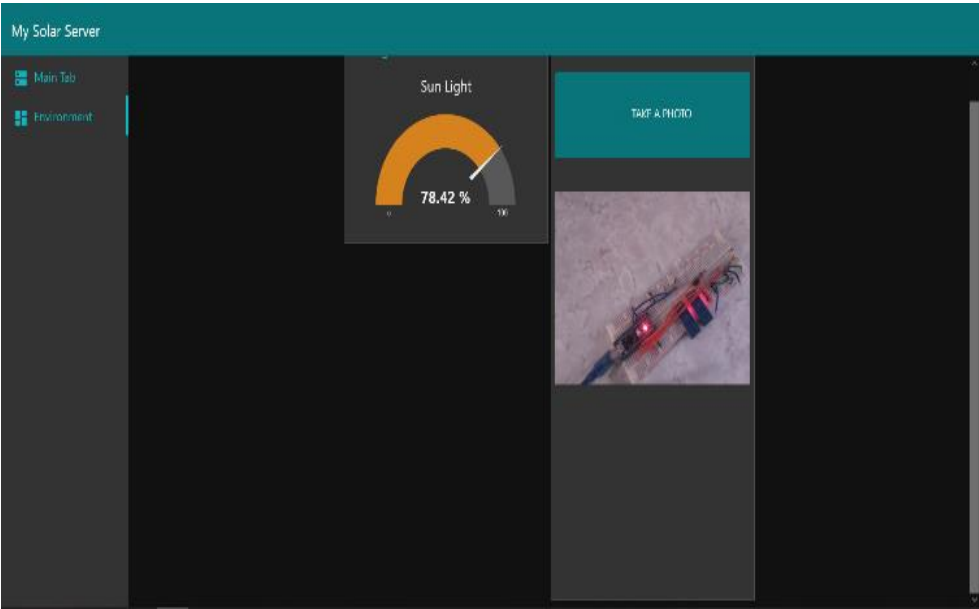 My Solar Server
Main Tab
Environment
Sun Light
78.42 %
0
100
TAKE A PHOTO